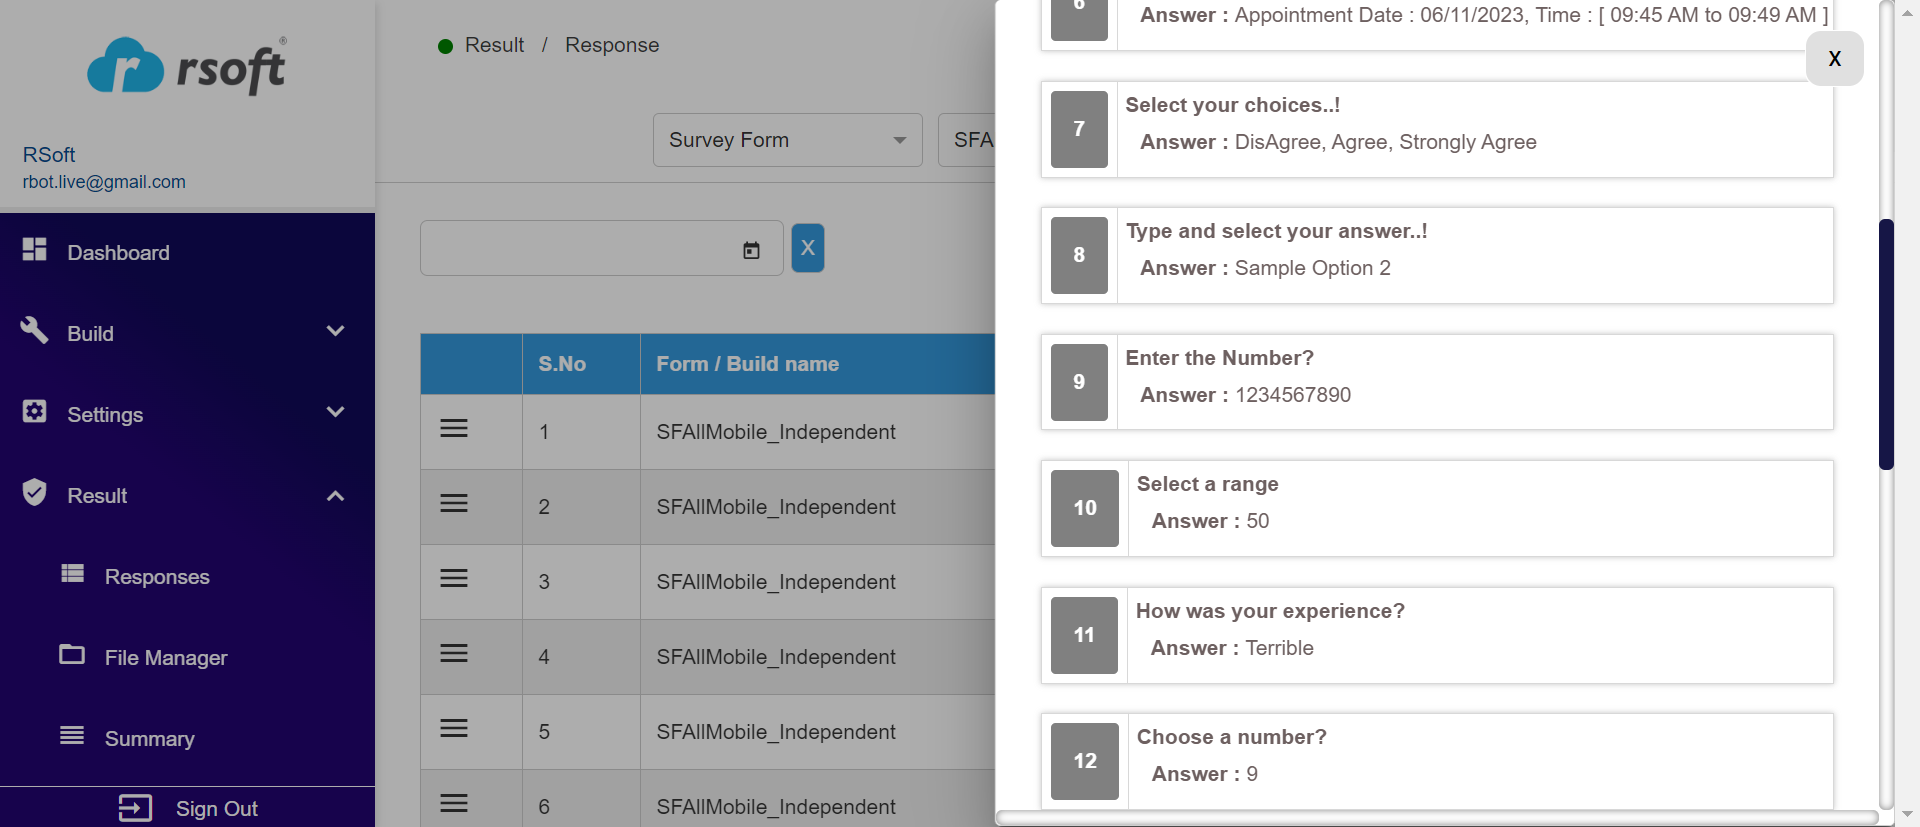 rsoft®
RSoft
rbot.live@gmail.com
Dashboard
Build
Settings
Result
Responses
File Manager
Summary
Sign Out
Result / Response
Survey Form
SFA
X
S.No Form / Build name
1 SFAllMobile_Independent
2 SFAllMobile_Independent
3 SFAllMobile_Independent
4 SFAllMobile_Independent
5 SFAllMobile_Independent
6 SFAllMobile_Independent
X
6
Answer : Appointment Date : 06/11/2023, Time : [ 09:45 AM to 09:49 AM ]
7
Select your choices..!
Answer : DisAgree, Agree, Strongly Agree
8
Type and select your answer..!
Answer : Sample Option 2
9
Enter the Number?
Answer : 1234567890
10
Select a range
Answer : 50
11
How was your experience?
Answer : Terrible
12
Choose a number?
Answer : 9